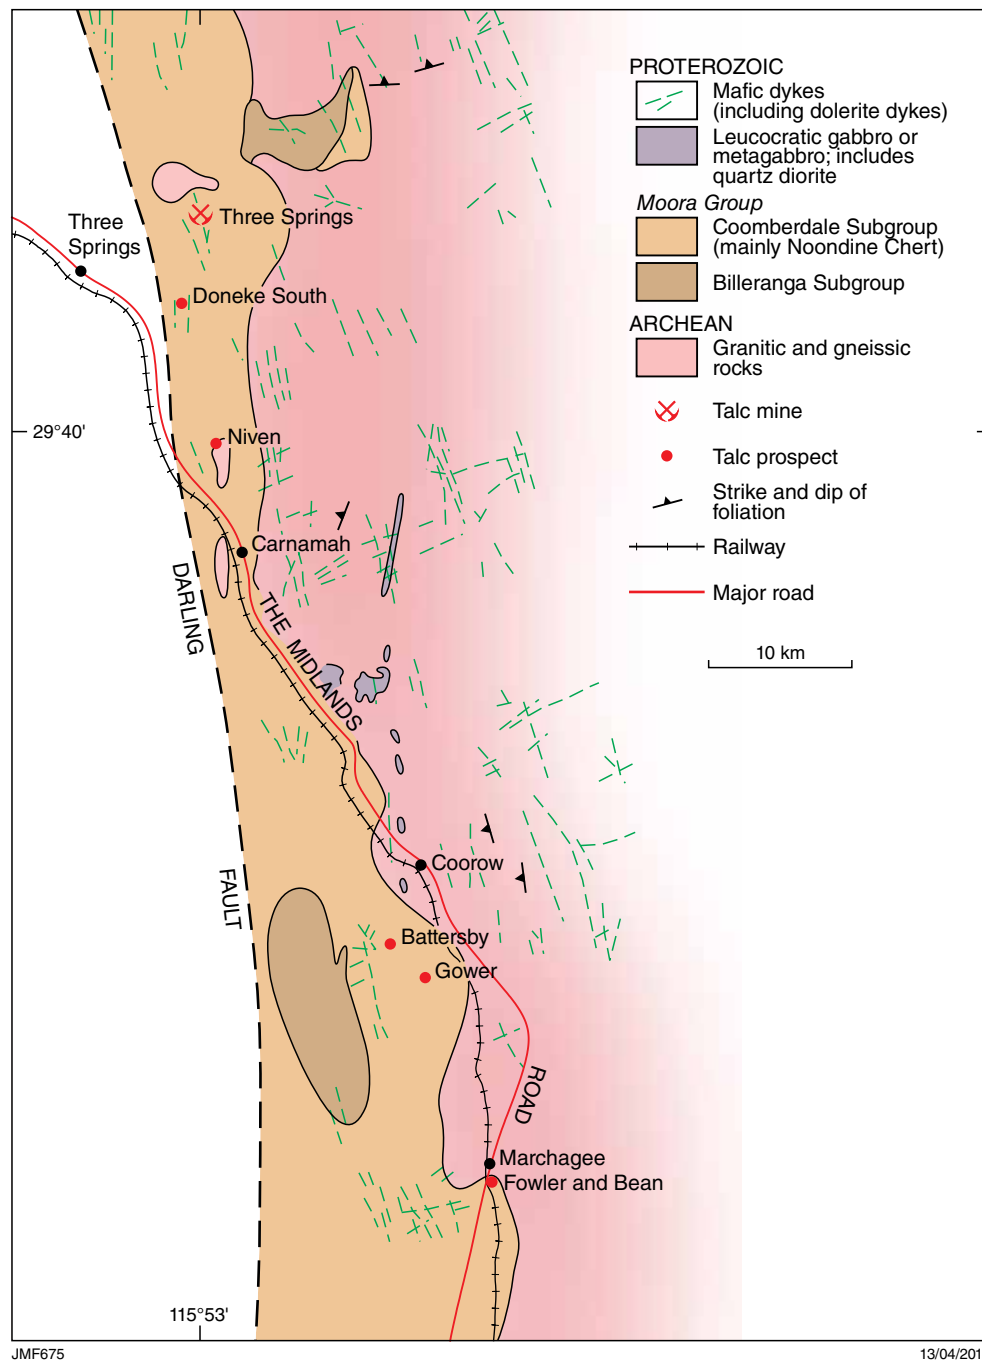 PROTEROZOIC
Mafic dykes
(including dolerite dykes)
Leucocratic gabbro or
metagabbro; includes
quartz diorite
Moora Group
Coomberdale Subgroup
(mainly Noondine Chert)
Billeranga Subgroup
ARCHEAN
Granitic and gneissic
rocks
Talc mine
Talc prospect
Strike and dip of
foliation
Railway
Major road
10 km
Three
Springs
Three Springs
Doneke South
29°40'
Niven
Carnamah
DARLING
THE MIDLANDS
Coorow
FAULT
Battersby
Gower
ROAD
Marchagee
Fowler and Bean
115°53'
JMF675
13/04/201